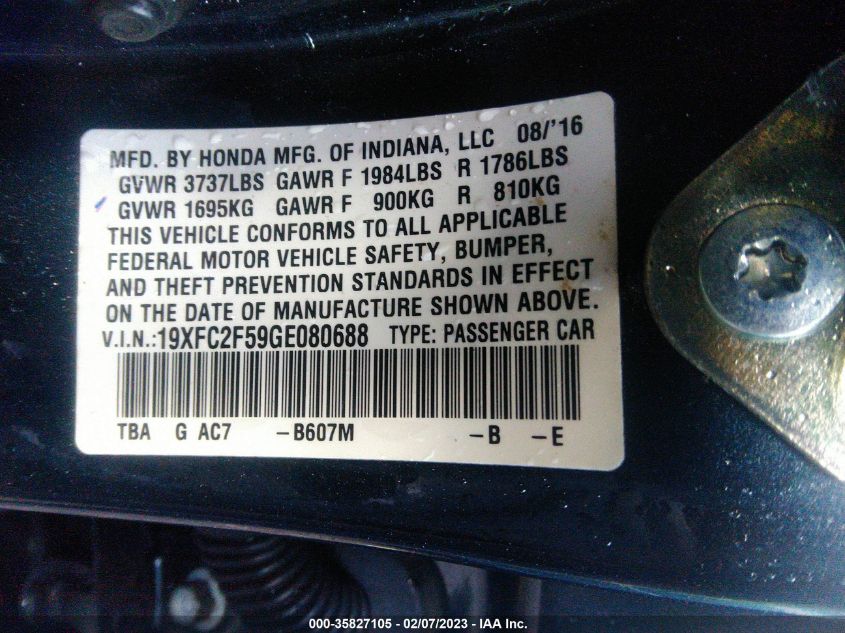 MFD. BY HONDA MFG. OF INDIANA, LLC 08/'16
GVWR 3737LBS GAWR F 1984LBS R 1786LBS
GVWR 1695KG GAWR F 900KG R 810KG
THIS VEHICLE CONFORMS TO ALL APPLICABLE
FEDERAL MOTOR VEHICLE SAFETY, BUMPER,
AND THEFT PREVENTION STANDARDS IN EFFECT
ON THE DATE OF MANUFACTURE SHOWN ABOVE.
V.I.N.:19XFC2F59GE080688 TYPE: PASSENGER CAR
TBA G AC7 -B607M -B -E
000-35827105 - 02/07/2023 - IAA Inc.